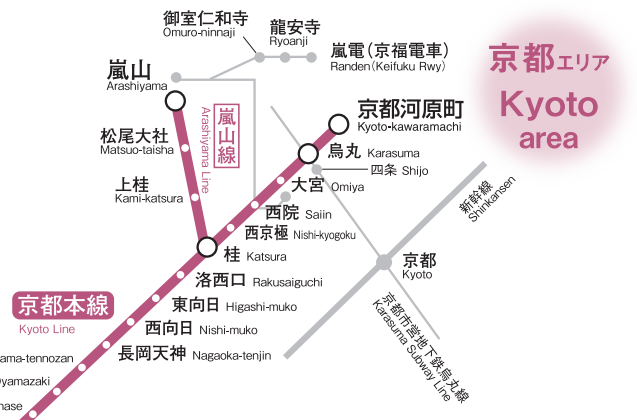 御室仁和寺
Omuro-ninnaji
龍安寺
Ryoanji
嵐電（京福電車）
Randen（Keifuku Rwy）
京都エリア
Kyoto
area
嵐山
Arashiyama
嵐山線
Arashiyama Line
京都河原町
Kyoto-kawaramachi
松尾大社
Matsuo-taisha
烏丸 Karasuma
四条 Shijo
上桂
Kami-katsura
大宮 Omiya
西院 Saiin
西京極 Nishi-kyogoku
新幹線
Shinkansen
桂 Katsura
京都
Kyoto
洛西口 Rakusaiguchi
京都本線
Kyoto Line
東向日 Higashi-muko
西向日 Nishi-muko
長岡天神 Nagaoka-tenjin
京都市営地下鉄烏丸線
Karasuma Subway Line
ama-tennozan
yamazaki
nase